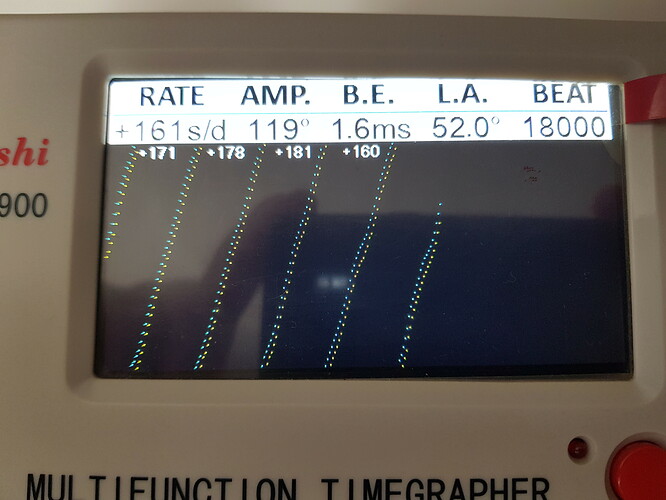 RATE AMP. B.E. L.A. BEAT
+161s/d 119° 1.6ms 52.0° 18000
+171 +178 +181 +160
shi
900
MULTIFUNCTION TIMEGRAPHER